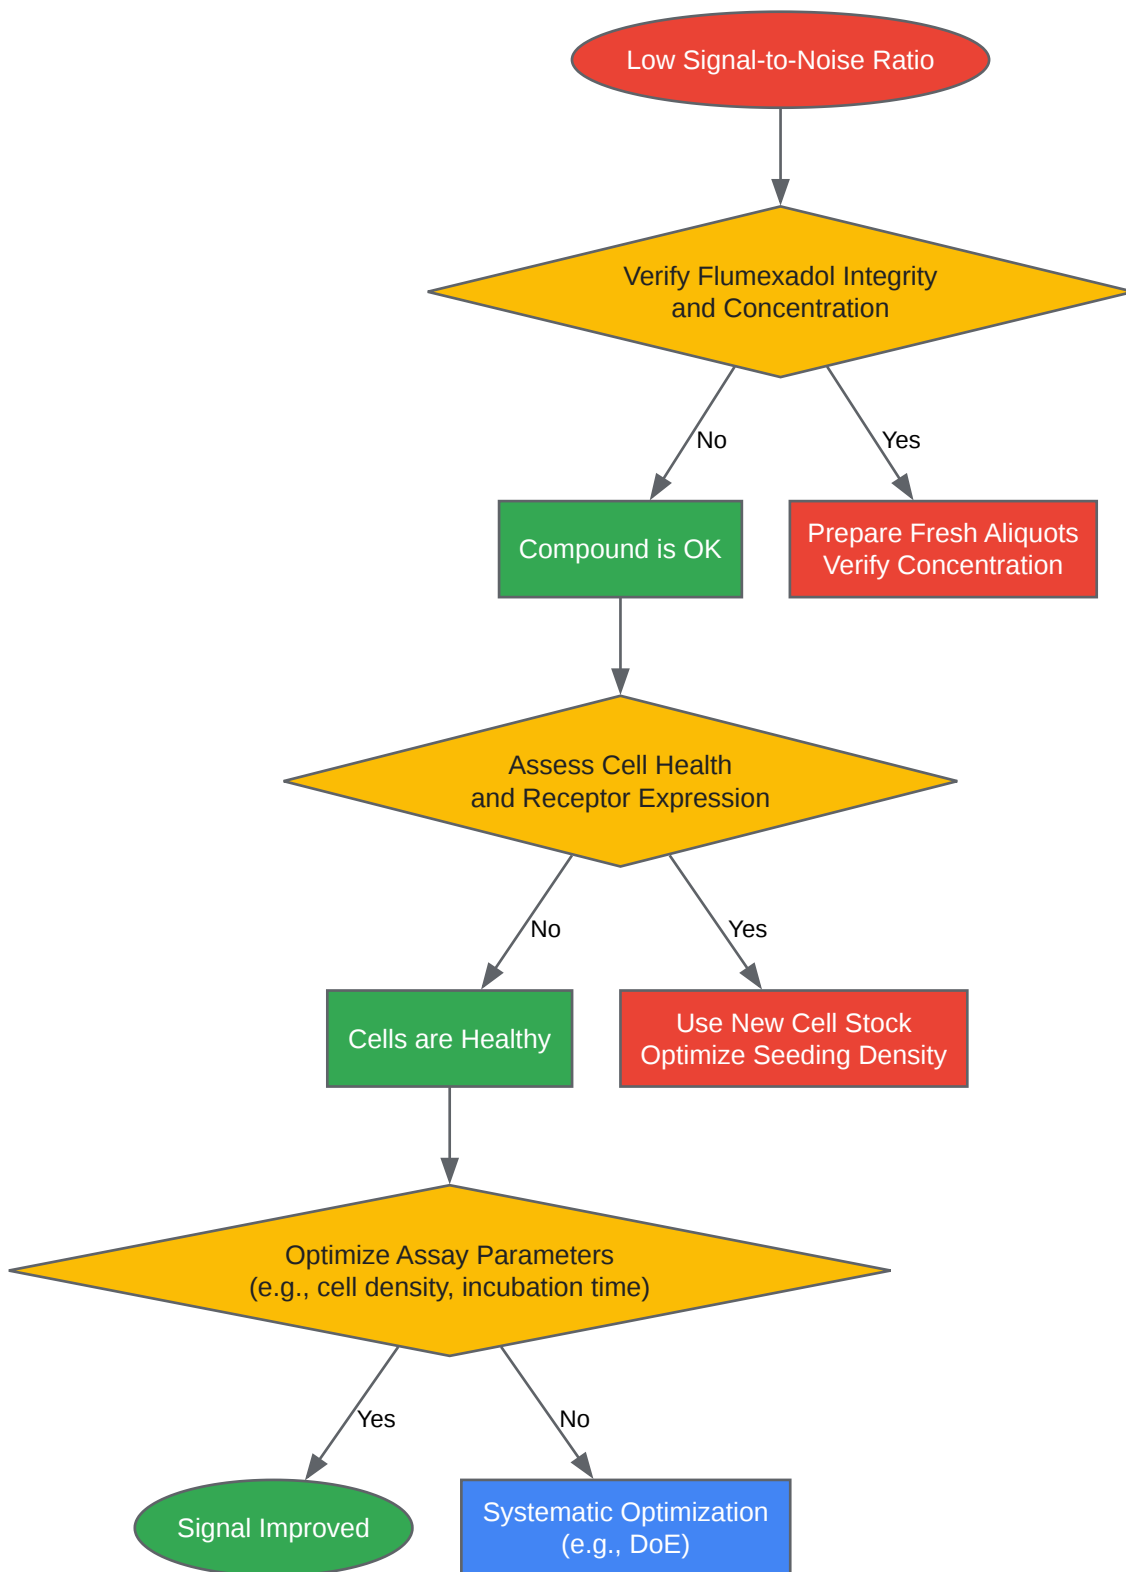 Low Signal-to-Noise Ratio
Verify Flumexadol Integrity
and Concentration
No
Yes
Compound is OK
Prepare Fresh Aliquots
Verify Concentration
Assess Cell Health
and Receptor Expression
No
Yes
Cells are Healthy
Use New Cell Stock
Optimize Seeding Density
Optimize Assay Parameters
(e.g., cell density, incubation time)
Yes
No
Signal Improved
Systematic Optimization
(e.g., DoE)